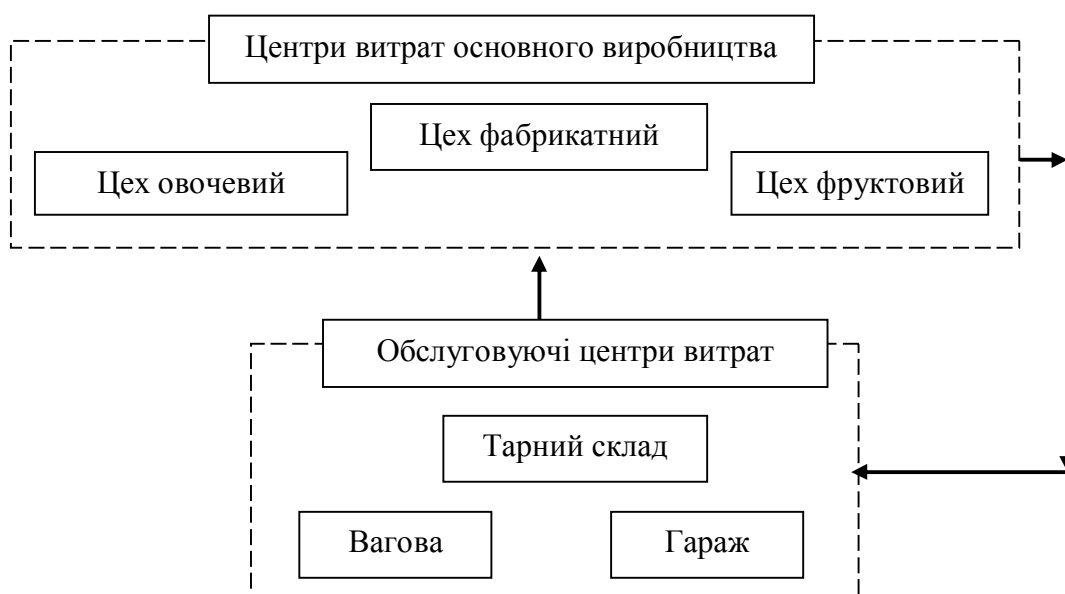 Центри витрат основного виробництва
Цех фабрикатний
Цех овочевий
Цех фруктовий
Обслуговуючі центри витрат
Тарний склад
Вагова
Гараж